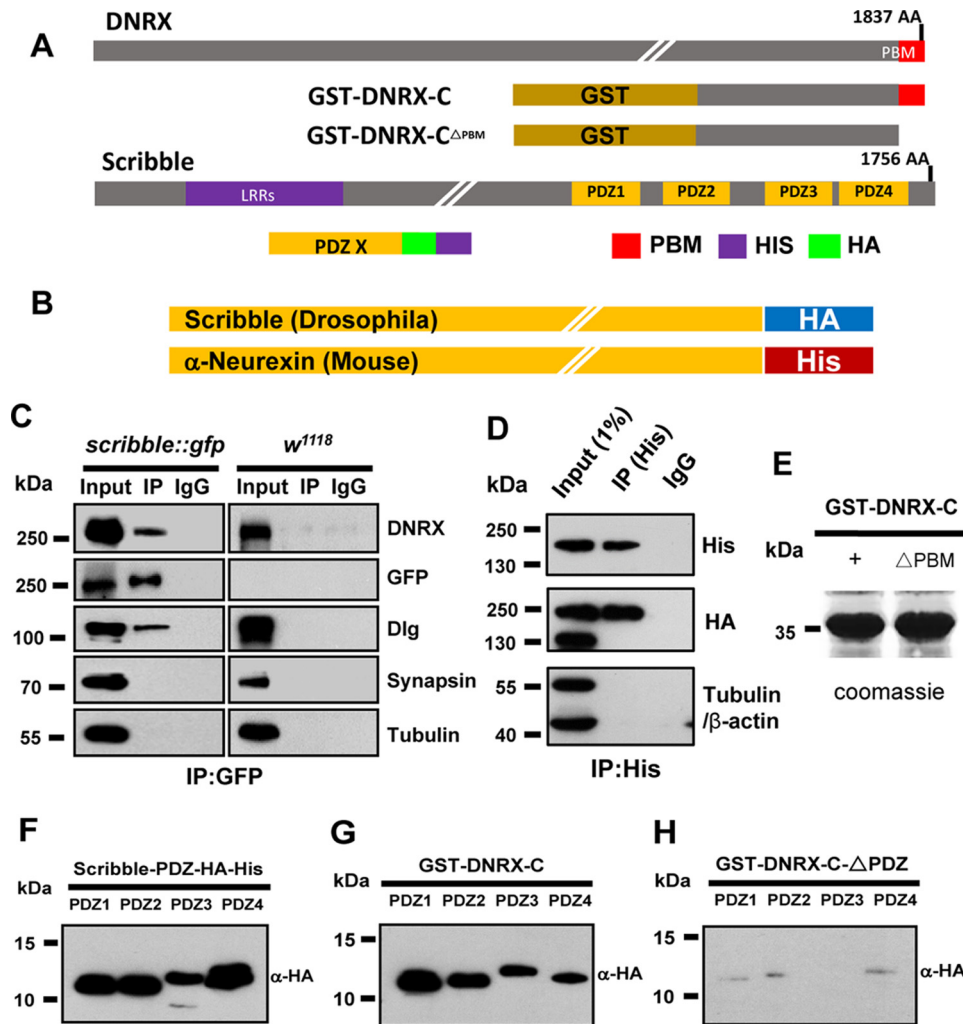 A
DNRX
1837 AA
PBM
GST-DNRX-C
GST
GST-DNRX-C△PBM
GST
Scribble
1756 AA
LRRs
PDZ1
PDZ2
PDZ3
PDZ4
PDZ X
PBM
HIS
HA
B
Scribble (Drosophila)
HA
α-Neurexin (Mouse)
His
C
scribble::gfp
w1118
kDa
Input IP IgG
Input IP IgG
250
DNRX
250
GFP
100
Dlg
70
Synapsin
55
Tubulin
IP:GFP
D
Input (1%)
IP (His)
IgG
kDa
250
130
His
250
130
HA
55
40
Tubulin
/β-actin
IP:His
E
GST-DNRX-C
kDa
+ △PBM
35
coomassie
F
Scribble-PDZ-HA-His
kDa
PDZ1 PDZ2 PDZ3 PDZ4
15
10
α-HA
G
GST-DNRX-C
kDa
PDZ1 PDZ2 PDZ3 PDZ4
15
10
α-HA
H
GST-DNRX-C-△PDZ
kDa
PDZ1 PDZ2 PDZ3 PDZ4
15
10
α-HA